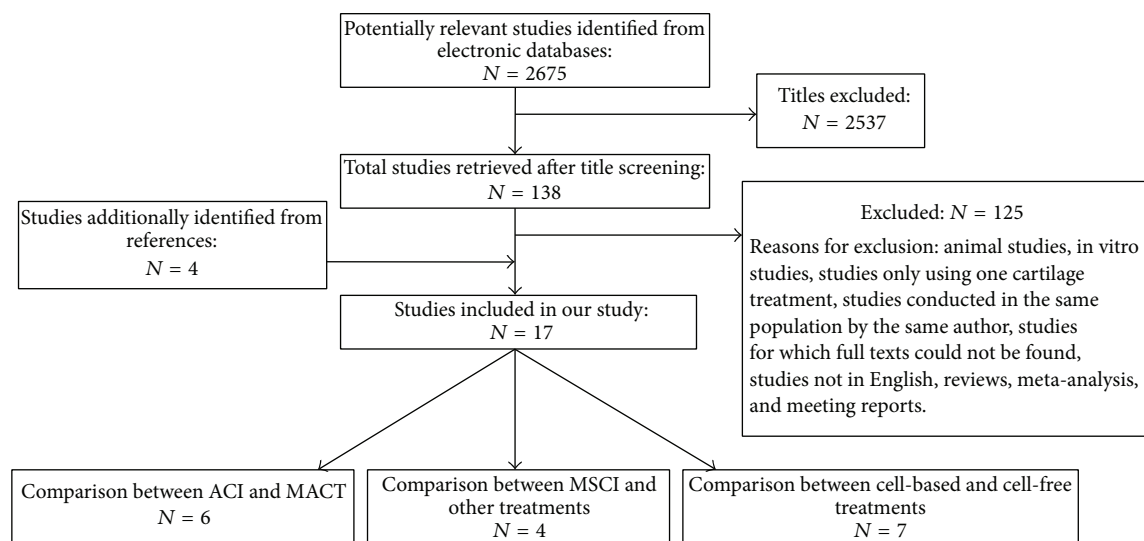 Potentially relevant studies identified from
electronic databases:
N = 2675
Titles excluded:
N = 2537
Total studies retrieved after title screening:
N = 138
Studies additionally identified from
references:
N = 4
Excluded: N = 125
Reasons for exclusion: animal studies, in vitro
studies, studies only using one cartilage
treatment, studies conducted in the same
population by the same author, studies
for which full texts could not be found,
studies not in English, reviews, meta-analysis,
and meeting reports.
Studies included in our study:
N = 17
Comparison between ACI and MACT
N = 6
Comparison between MSCI and
other treatments
N = 4
Comparison between cell-based and cell-free
treatments
N = 7